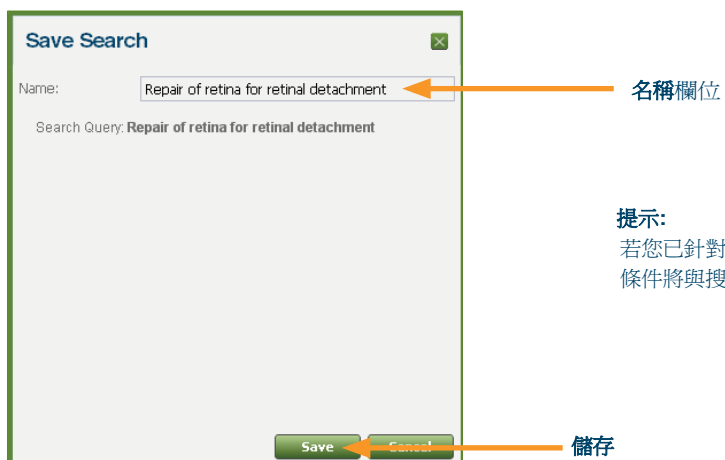 Save Search
Name:
Repair of retina for retinal detachment
名稱欄位
Search Query: Repair of retina for retinal detachment
提示:
若您已針對
條件將與搜
Save
Cancel
儲存